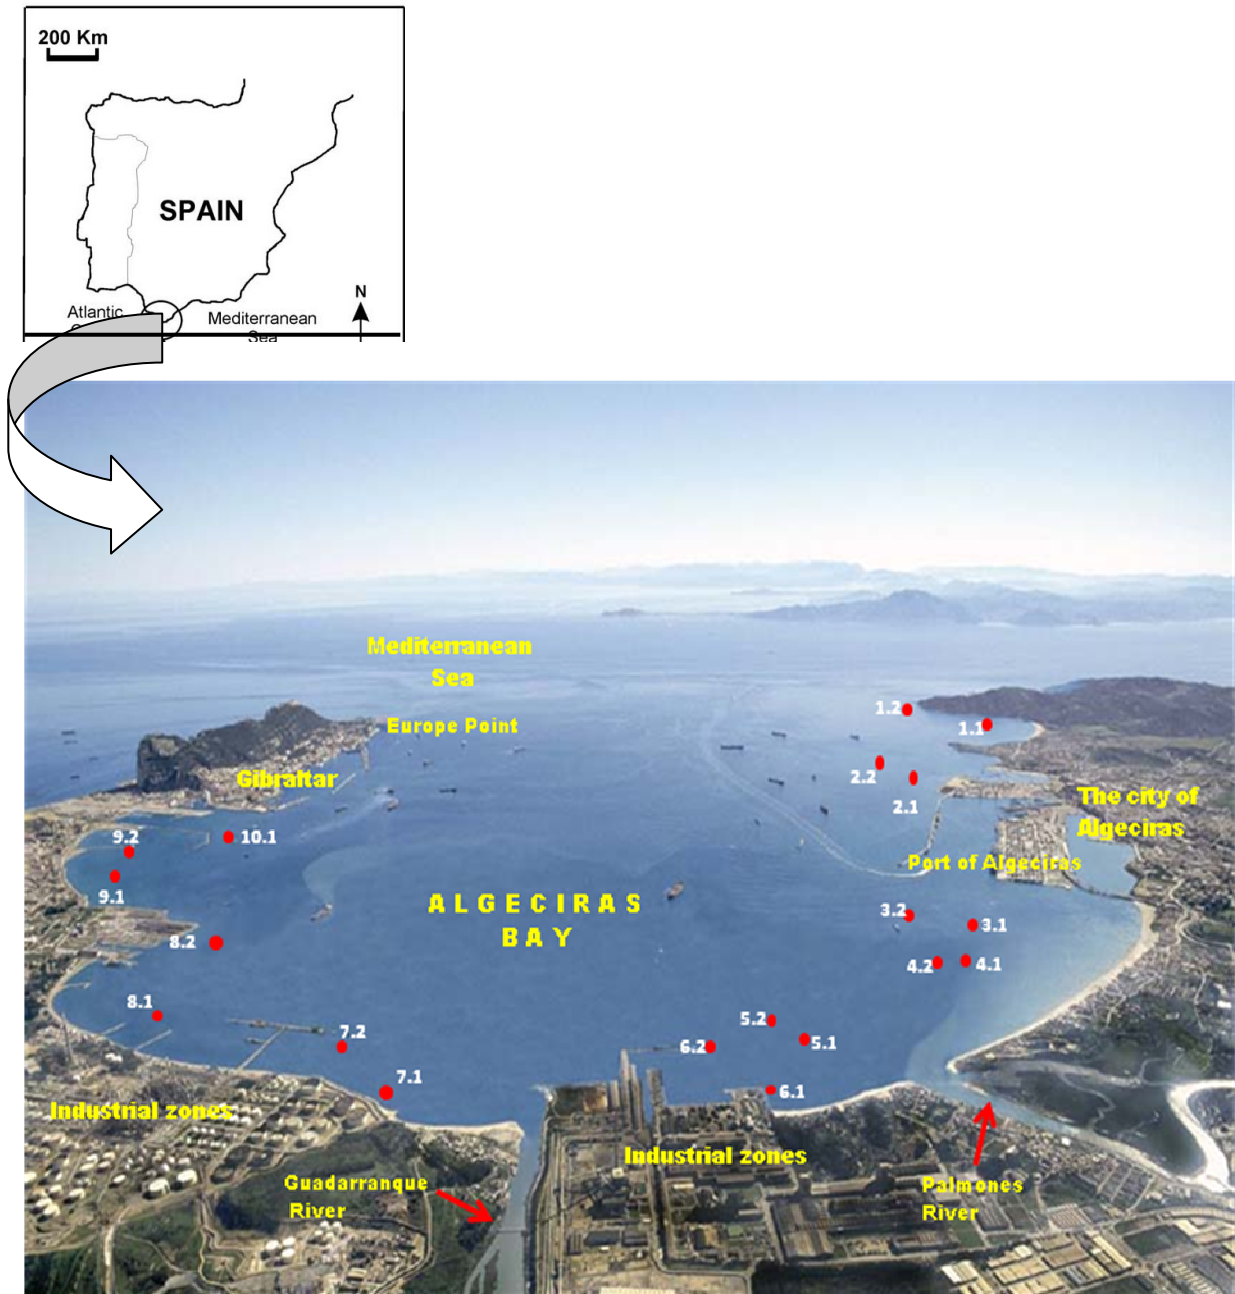 200 Km
SPAIN
N
Atlantic
Mediterranean
Sea
Mediterranean
Sea
Europe Point
1.2
1.1
Gibraltar
2.2
2.1
The city of
Algeciras
9.2
10.1
Port of Algeciras
9.1
ALGECIRAS
BAY
3.2
3.1
8.2
4.2
4.1
8.1
5.2
7.2
6.2
5.1
7.1
6.1
Industrial zones
Industrial zones
Guadarranque
River
Palmones
River